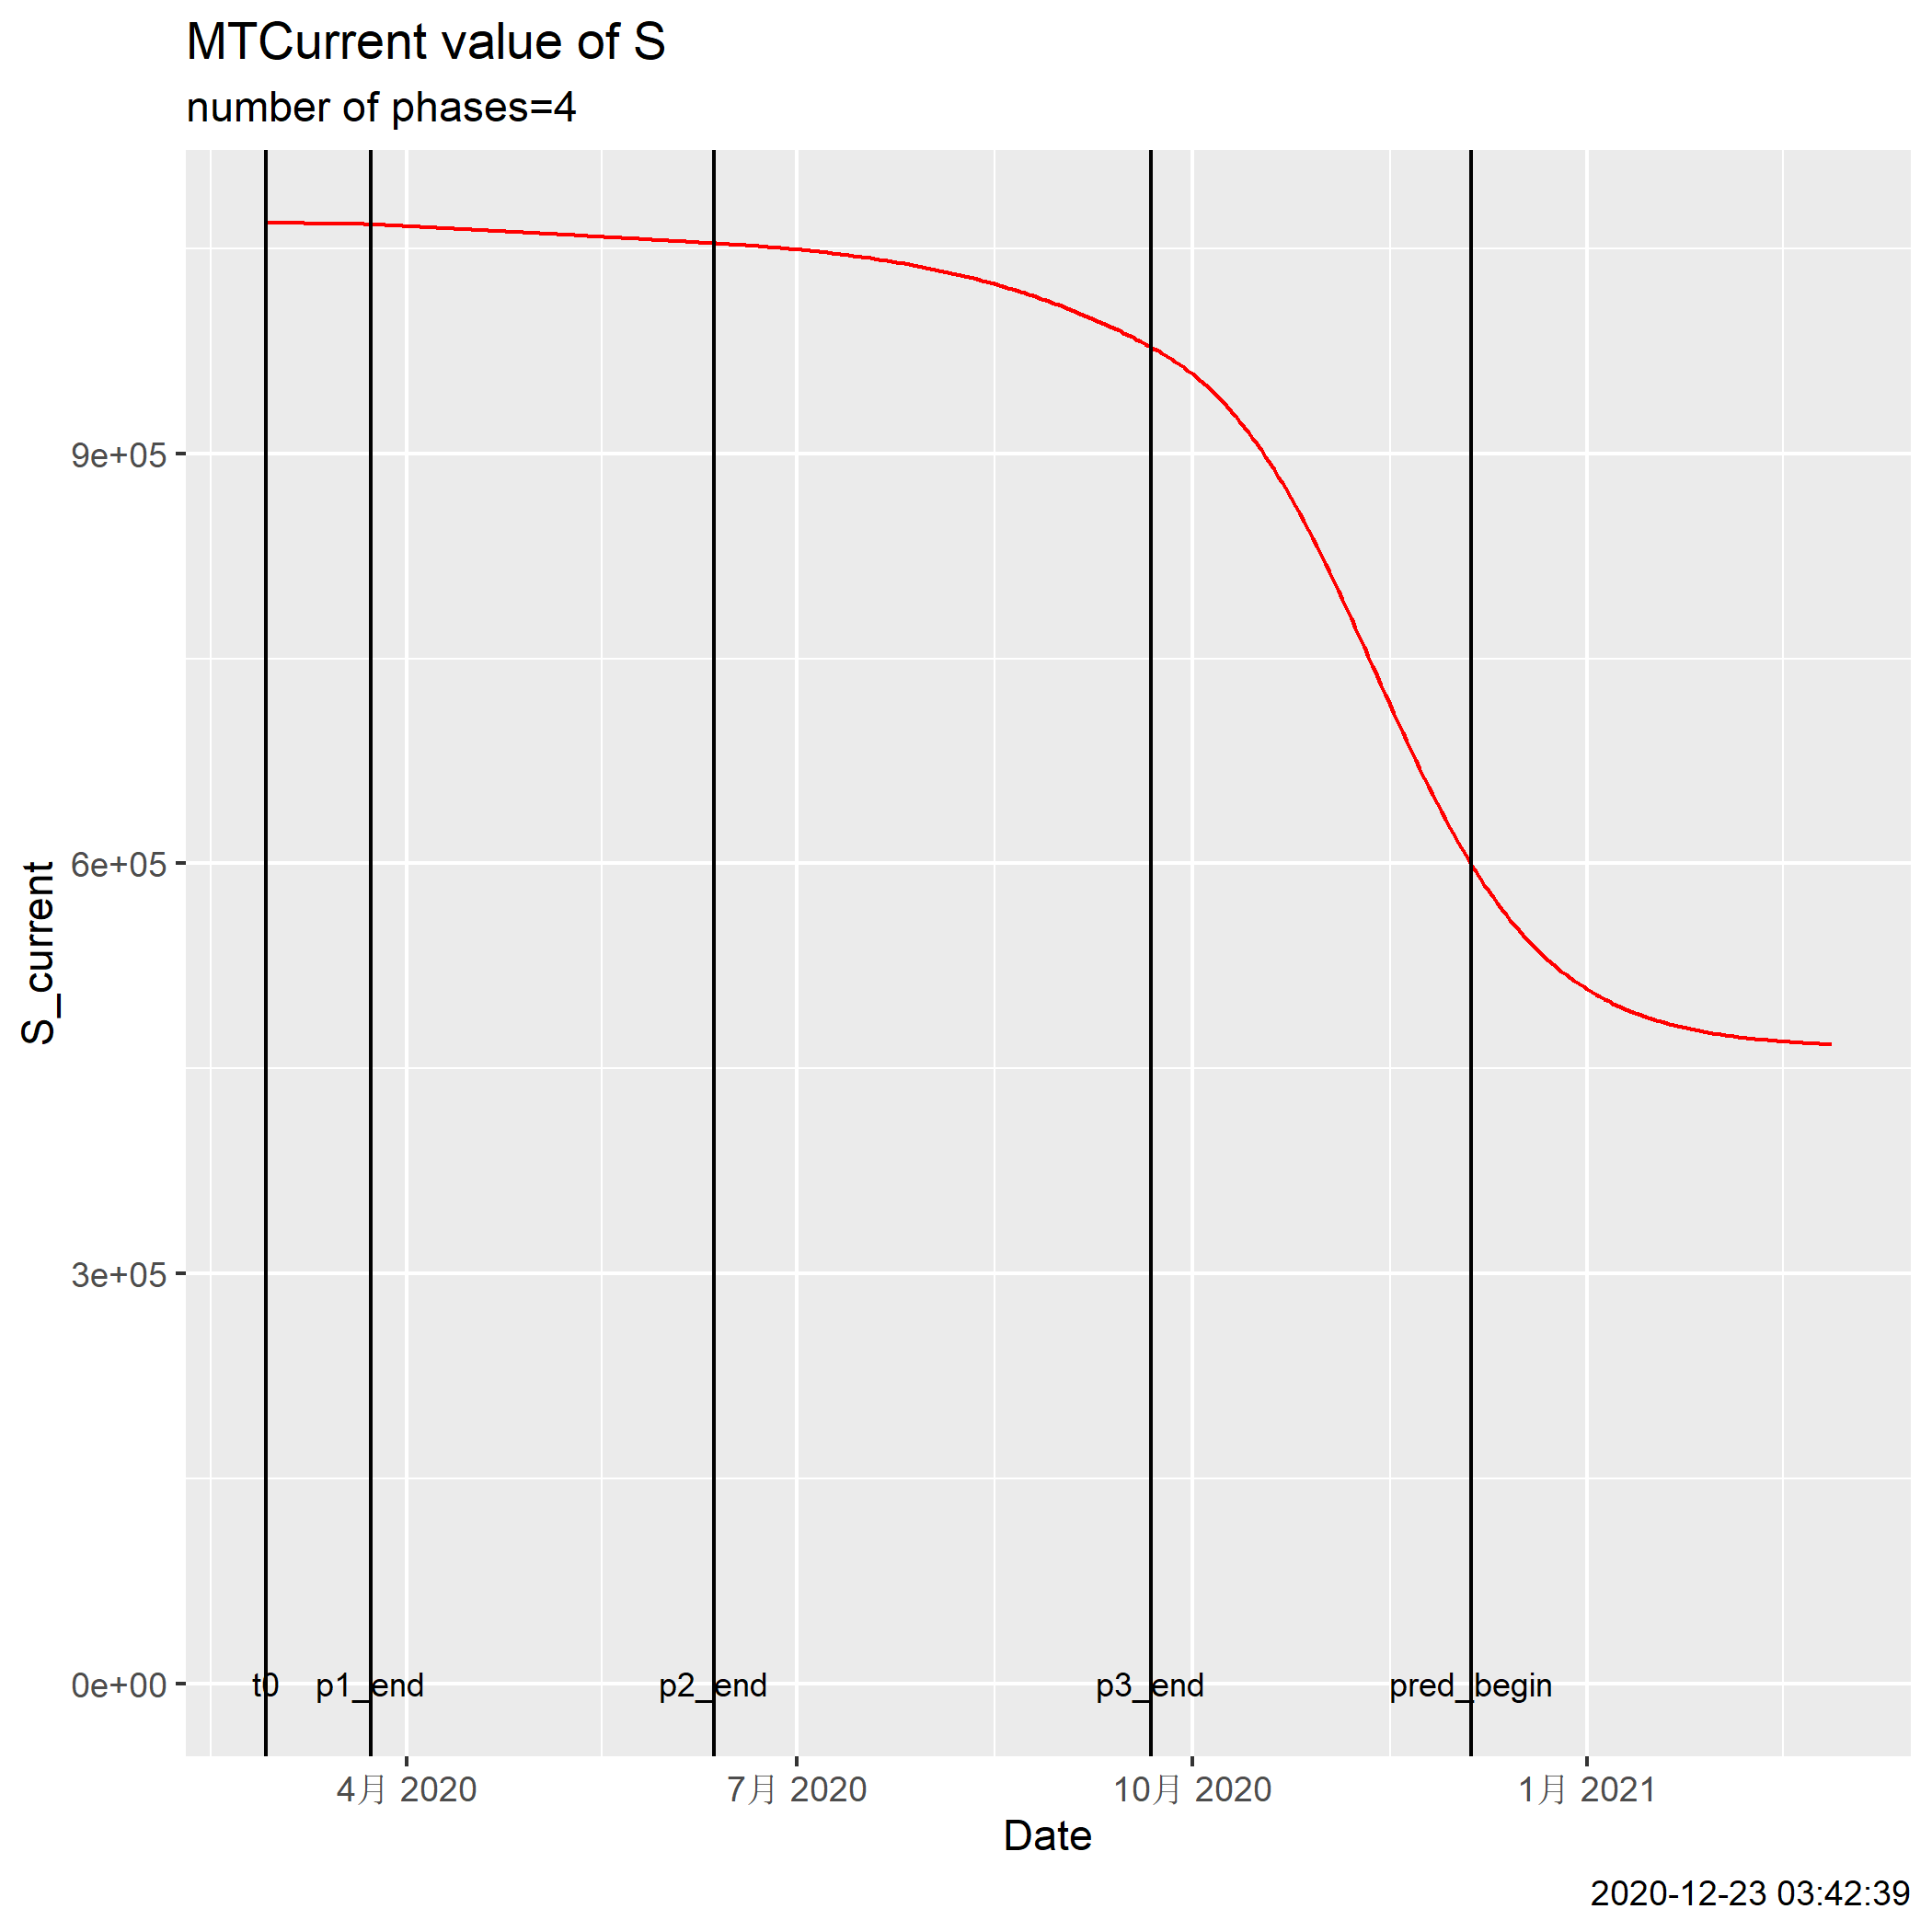 MTCurrent value of S
number of phases=4
S_current
9e+05
6e+05
3e+05
0e+00
t0 p1_end p2_end p3_end pred_begin
4月 2020 7月 2020 10月 2020 1月 2021
Date
2020-12-23 03:42:39